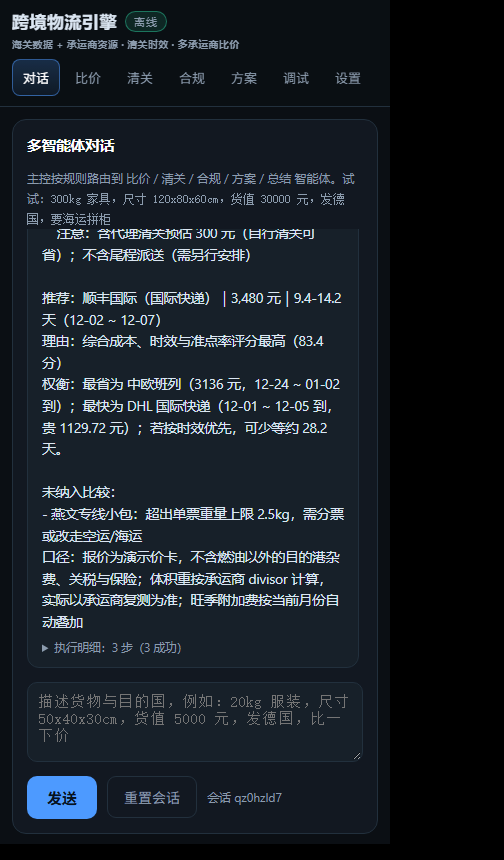 跨境物流引擎 离线
海关数据 + 承运商资源 · 清关时效 · 多承运商比价
对话 比价 清关 合规 方案 调试 设置
多智能体对话
主控按规则路由到 比价 / 清关 / 合规 / 方案 / 总结 智能体。试
试：300kg 家具，尺寸 120x80x60cm，货值 30000 元，发德
国，要海运拼柜
注意：含代理清关预估 300 元（自行清关可
省）；不含尾程派送（需另行安排）
推荐：顺丰国际（国际快递） | 3,480 元 | 9.4-14.2
天（12-02 ~ 12-07）
理由：综合成本、时效与准点率评分最高（83.4
分）
权衡：最省为 中欧班列（3136 元，12-24 ~ 01-02
到）；最快为 DHL 国际快递（12-01 ~ 12-05 到，
贵 1129.72 元）；若按时效优先，可少等约 28.2
天。
未纳入比较：
- 燕文专线小包：超出单票重量上限 2.5kg，需分票
或改走空运/海运
口径：报价为演示价卡，不含燃油以外的目的港杂
费、关税与保险；体积重按承运商 divisor 计算，
实际以承运商复测为准；旺季附加费按当前月份自
动叠加
▶ 执行明细：3 步（3 成功）
描述货物与目的国，例如：20kg 服装，尺寸
50x40x30cm，货值 5000 元，发德国，比一
下价
发送 重置会话 会话 qz0hzld7